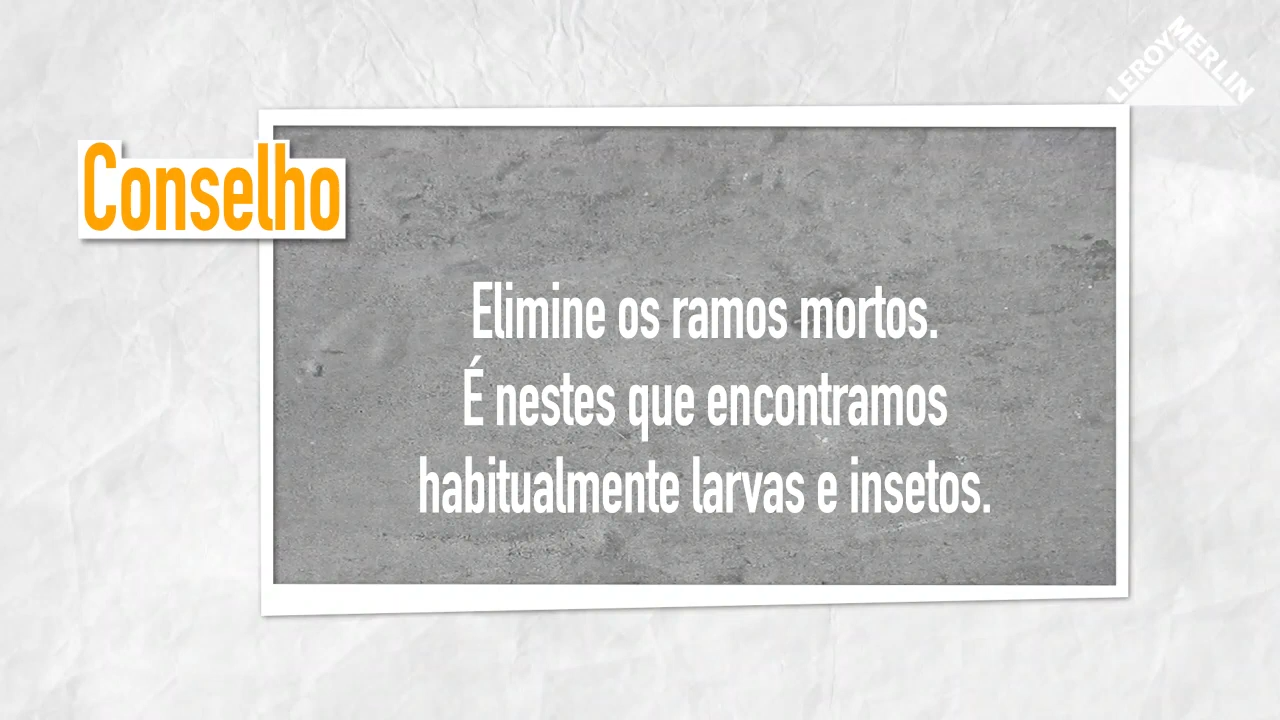 LEROY MERLIN
Conselho
Elimine os ramos mortos.
É nestes que encontramos
habitualmente larvas e insetos.